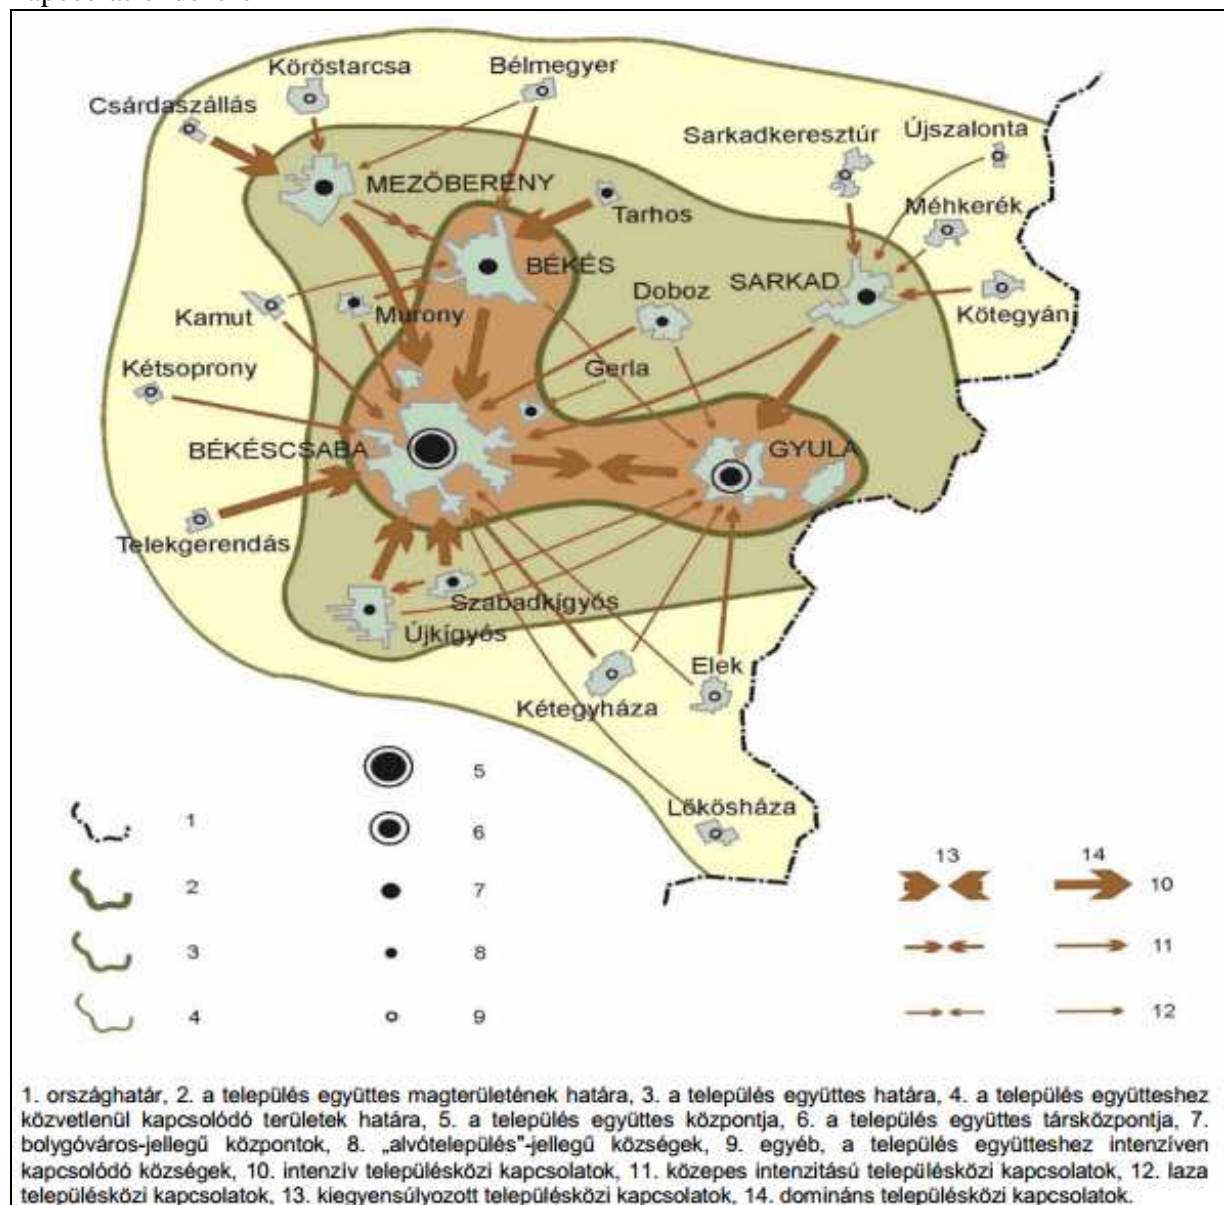 Köröstarcsa
Bélmegyer
Csárdaszállás
Sarkadkeresztúr
Újszalonta
MEZŐBERÉNY
Tarhos
Méhkerék
BÉKÉS
SARKAD
Doboz
Kamut
Murony
Kötegyán
Kétsoprony
Gerla
BÉKÉSCSABA
GYULA
Telekgerendás
Szabadkígyós
Újkígyós
Elek
Kétegyháza
Lőkösháza
5
1
6
13 14
2
7
10
3
8
11
4
9
12
1. országhatár, 2. a település együttes magterületének határa, 3. a település együttes határa, 4. a település együtteshez
közvetlenül kapcsolódó területek határa, 5. a település együttes központja, 6. a település együttes társközpontja, 7.
bolygóváros-jellegű központok, 8. „alvótelepülés"-jellegű községek, 9. egyéb, a település együtteshez intenzíven
kapcsolódó községek, 10. intenzív településközi kapcsolatok, 11. közepes intenzitású településközi kapcsolatok, 12. laza
településközi kapcsolatok, 13. kiegyensúlyozott településközi kapcsolatok, 14. domináns településközi kapcsolatok.